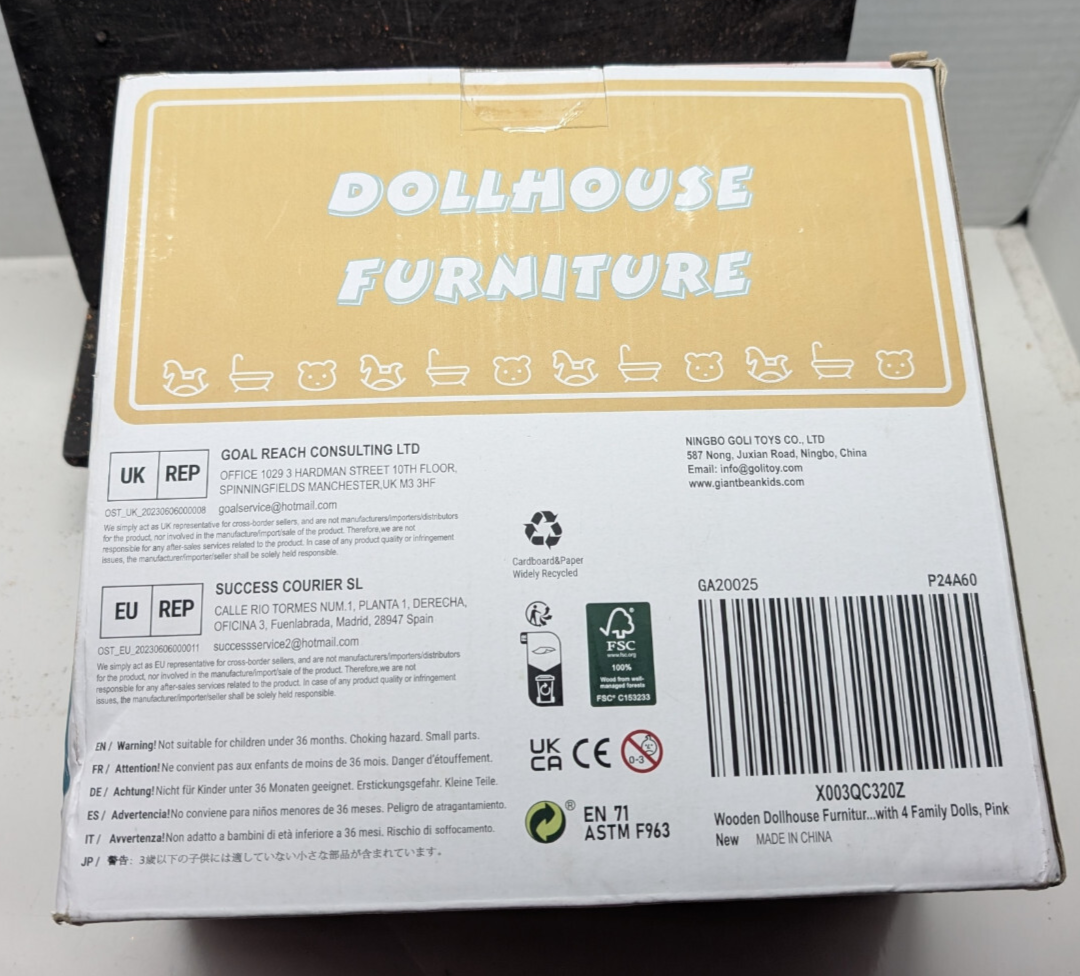 DOLLHOUSE
FURNITURE
UK REP
GOAL REACH CONSULTING LTD
OFFICE 1029 3 HARDMAN STREET 10TH FLOOR,
SPINNINGFIELDS MANCHESTER,UK M3 3HF
OST_UK_20230606000008 goalservice@hotmail.com
We simply act as UK representative for cross-border sellers, and are not manufacturers/importers/distributors
for the product, nor involved in the manufacture/import/sale of the product. Therefore,we are not
responsible for any after-sales services related to the product. In case of any product quality or infringement
issues, the manufacturer/importer/seller shall be solely held responsible.
EU REP
SUCCESS COURIER SL
CALLE RIO TORMES NUM.1, PLANTA 1, DERECHA,
OFICINA 3, Fuenlabrada, Madrid, 28947 Spain
OST_EU_20230606000011 successservice2@hotmail.com
We simply act as EU representative for cross-border sellers, and are not manufacturers/importers/distributors
for the product, nor involved in the manufacture/import/sale of the product. Therefore,we are not
responsible for any after-sales services related to the product. In case of any product quality or infringement
issues, the manufacturer/importer/seller shall be solely held responsible.
EN / Warning! Not suitable for children under 36 months. Choking hazard. Small parts.
FR / Attention! Ne convient pas aux enfants de moins de 36 mois. Danger d'étouffement.
DE / Achtung! Nicht für Kinder unter 36 Monaten geeignet. Erstickungsgefahr. Kleine Teile.
ES / Advertencia!No conviene para niños menores de 36 meses. Peligro de atragantamiento.
IT / Avvertenza!Non adatto a bambini di età inferiore a 36 mesi. Rischio di soffocamento.
JP / 警告: 3歳以下の子供には適していない小さな部品が含まれています。
Cardboard&Paper
Widely Recycled
FSC
www.fsc.org
100%
Wood from well-
managed forests
FSC® C153233
UK
CA CE 0-3
® EN 71
ASTM F963
NINGBO GOLI TOYS CO., LTD
587 Nong, Juxian Road, Ningbo, China
Email: info@golitoy.com
www.giantbeankids.com
GA20025 P24A60
X003QC320Z
Wooden Dollhouse Furnitur...with 4 Family Dolls, Pink
New MADE IN CHINA